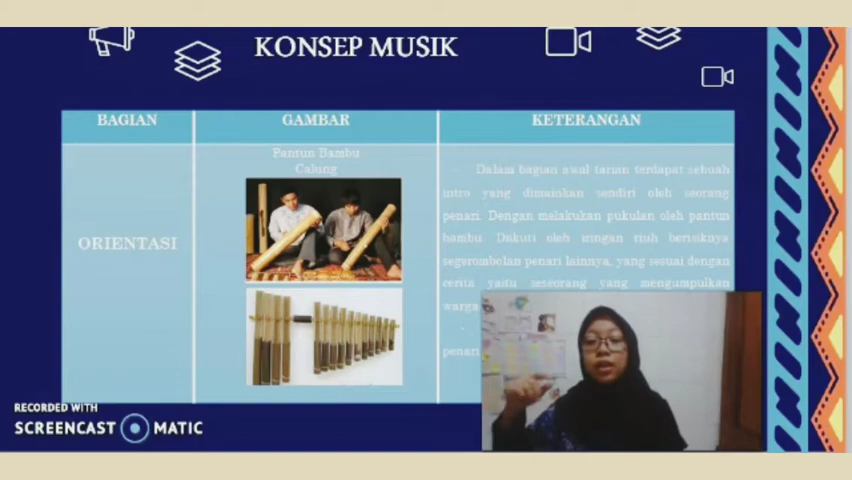 KONSEP MUSIK
BAGIAN
GAMBAR
KETERANGAN
ORIENTASI
Pantun Bambu
Calung
Dalam bagian awal tarian terdapat sebuah
intro yang dimainkan sendiri oleh seorang
penari. Dengan melakukan pukulan oleh pantun
bambu. Diikuti oleh iringan riuh berisiknya
segerombolan penari lainnya, yang sesuai dengan
cerita yaitu seseorang yang mengumpulkan
warga
penari
RECORDED WITH
SCREENCAST MATIC